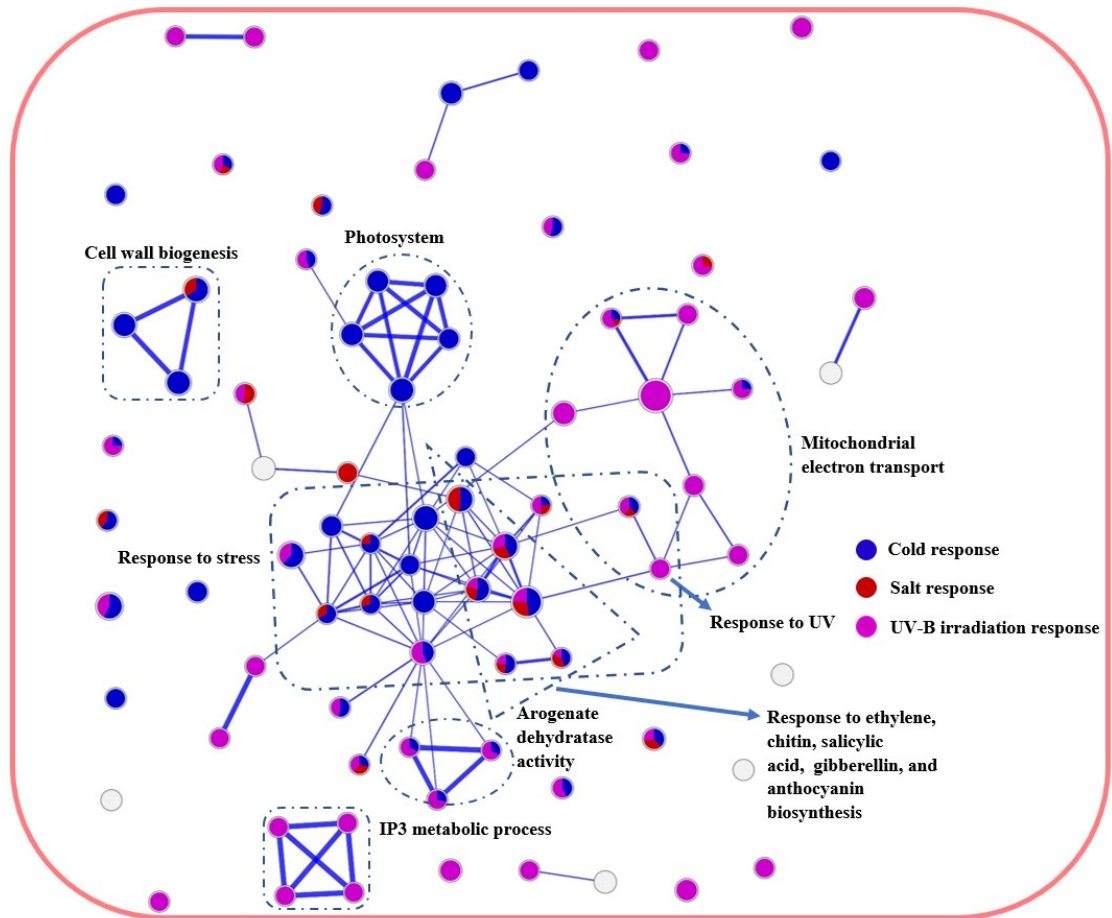 Photosystem
Cell wall biogenesis
Mitochondrial
electron transport
Response to stress
Cold response
Salt response
UV-B irradiation response
Response to UV
Arogenate
dehydratase
activity
Response to ethylene,
chitin, salicylic
acid, gibberellin, and
anthocyanin
biosynthesis
IP3 metabolic process